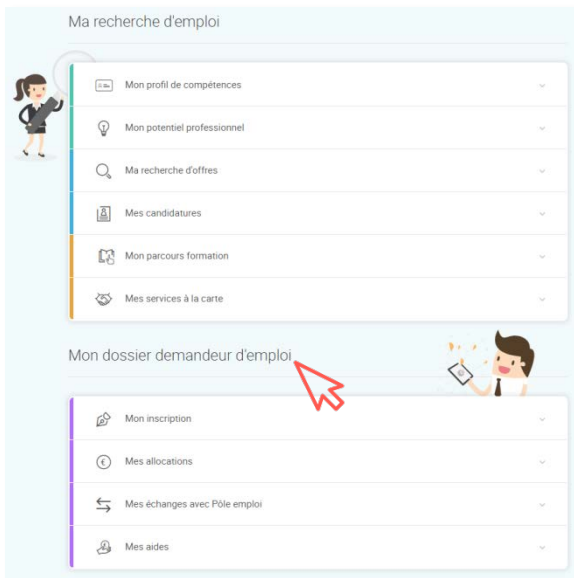 Ma recherche d'emploi
Mon profil de compétences
Mon potentiel professionnel
Ma recherche d'offres
Mes candidatures
Mon parcours formation
Mes services à la carte
Mon dossier demandeur d'emploi
Mon inscription
Mes allocations
Mes échanges avec Pôle emploi
Mes aides